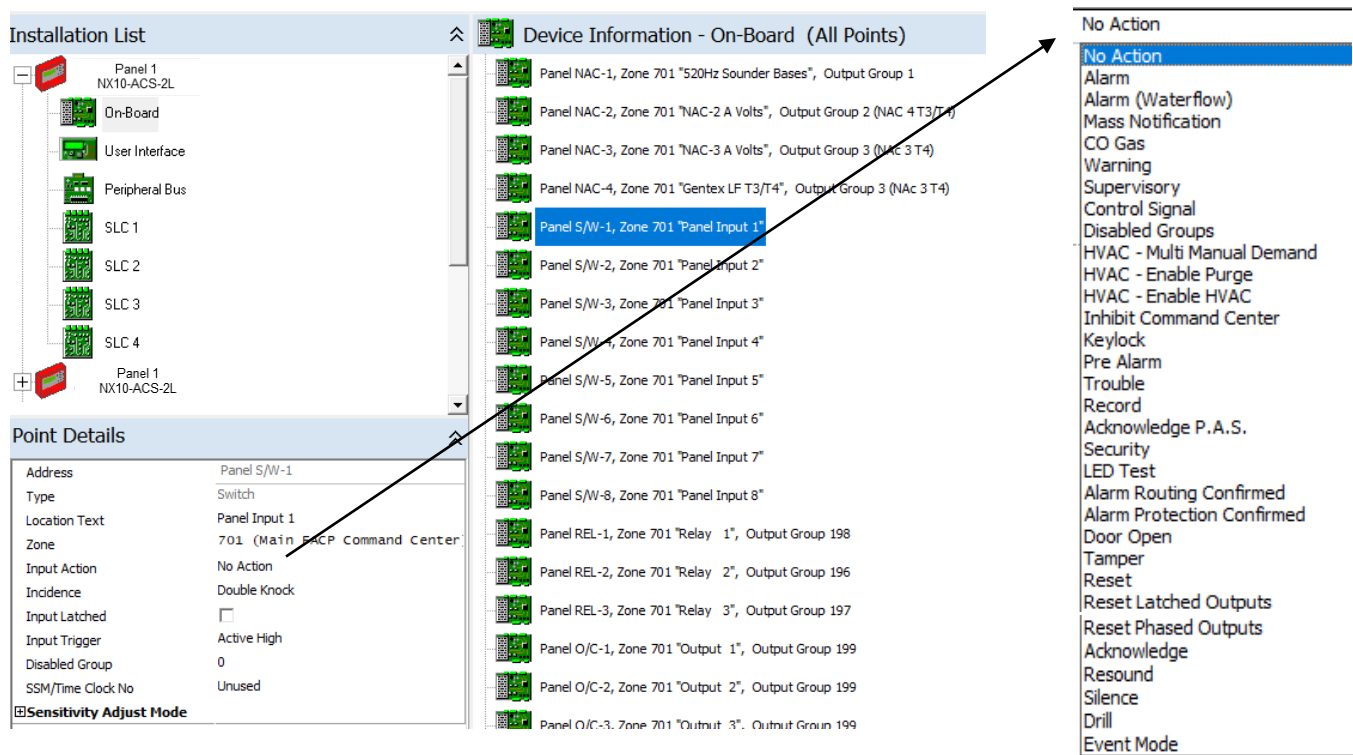 Installation List
Panel 1
NX10-ACS-2L
On-Board
User Interface
Peripheral Bus
SLC 1
SLC 2
SLC 3
SLC 4
Panel 1
NX10-ACS-2L
Point Details
Address Panel S/W-1
Type Switch
Location Text Panel Input 1
Zone 701 (Main FACP Command Center
Input Action No Action
Incidence Double Knock
Input Latched
Input Trigger Active High
Disabled Group 0
SSM/Time Clock No Unused
Sensitivity Adjust Mode
Device Information - On-Board (All Points)
Panel NAC-1, Zone 701 "520Hz Sounder Bases", Output Group 1
Panel NAC-2, Zone 701 "NAC-2 A Volts", Output Group 2 (NAC 4 T3/T4)
Panel NAC-3, Zone 701 "NAC-3 A Volts", Output Group 3 (NAc 3 T4)
Panel NAC-4, Zone 701 "Gentex LF T3/T4", Output Group 3 (NAc 3 T4)
Panel S/W-1, Zone 701 "Panel Input 1"
Panel S/W-2, Zone 701 "Panel Input 2"
Panel S/W-3, Zone 701 "Panel Input 3"
Panel S/W-4, Zone 701 "Panel Input 4"
Panel S/W-5, Zone 701 "Panel Input 5"
Panel S/W-6, Zone 701 "Panel Input 6"
Panel S/W-7, Zone 701 "Panel Input 7"
Panel S/W-8, Zone 701 "Panel Input 8"
Panel REL-1, Zone 701 "Relay 1", Output Group 198
Panel REL-2, Zone 701 "Relay 2", Output Group 196
Panel REL-3, Zone 701 "Relay 3", Output Group 197
Panel O/C-1, Zone 701 "Output 1", Output Group 199
Panel O/C-2, Zone 701 "Output 2", Output Group 199
Panel O/C-3, Zone 701 "Output 3", Output Group 199
No Action
No Action
Alarm
Alarm (Waterflow)
Mass Notification
CO Gas
Warning
Supervisory
Control Signal
Disabled Groups
HVAC - Multi Manual Demand
HVAC - Enable Purge
HVAC - Enable HVAC
Inhibit Command Center
Keylock
Pre Alarm
Trouble
Record
Acknowledge P.A.S.
Security
LED Test
Alarm Routing Confirmed
Alarm Protection Confirmed
Door Open
Tamper
Reset
Reset Latched Outputs
Reset Phased Outputs
Acknowledge
Resound
Silence
Drill
Event Mode